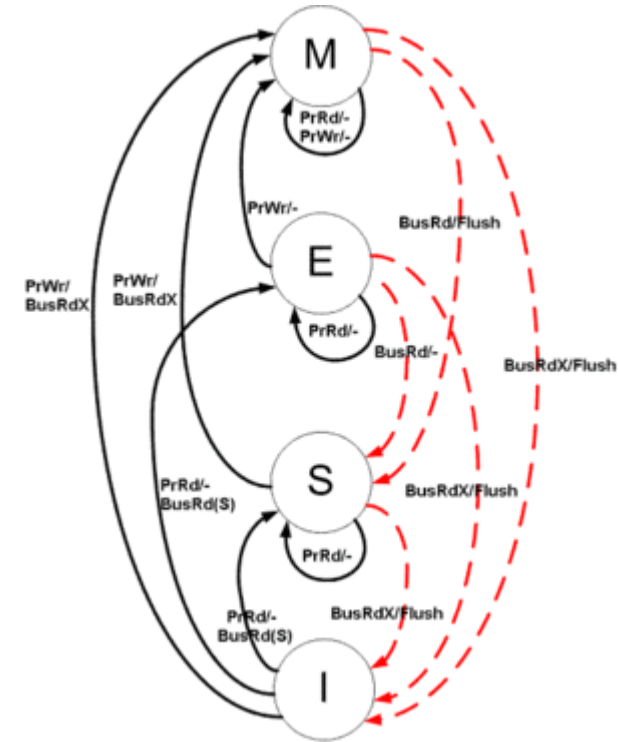 M
PrRd/-
PrWr/-
PrWr/-
BusRd/Flush
E
PrWr/
BusRdX
PrWr/
BusRdX
PrRd/-
BusRd/-
BusRdX/Flush
S
PrRd/-
BusRd(S)
BusRdX/Flush
PrRd/-
PrRd/-
BusRd(S)
BusRdX/Flush
I